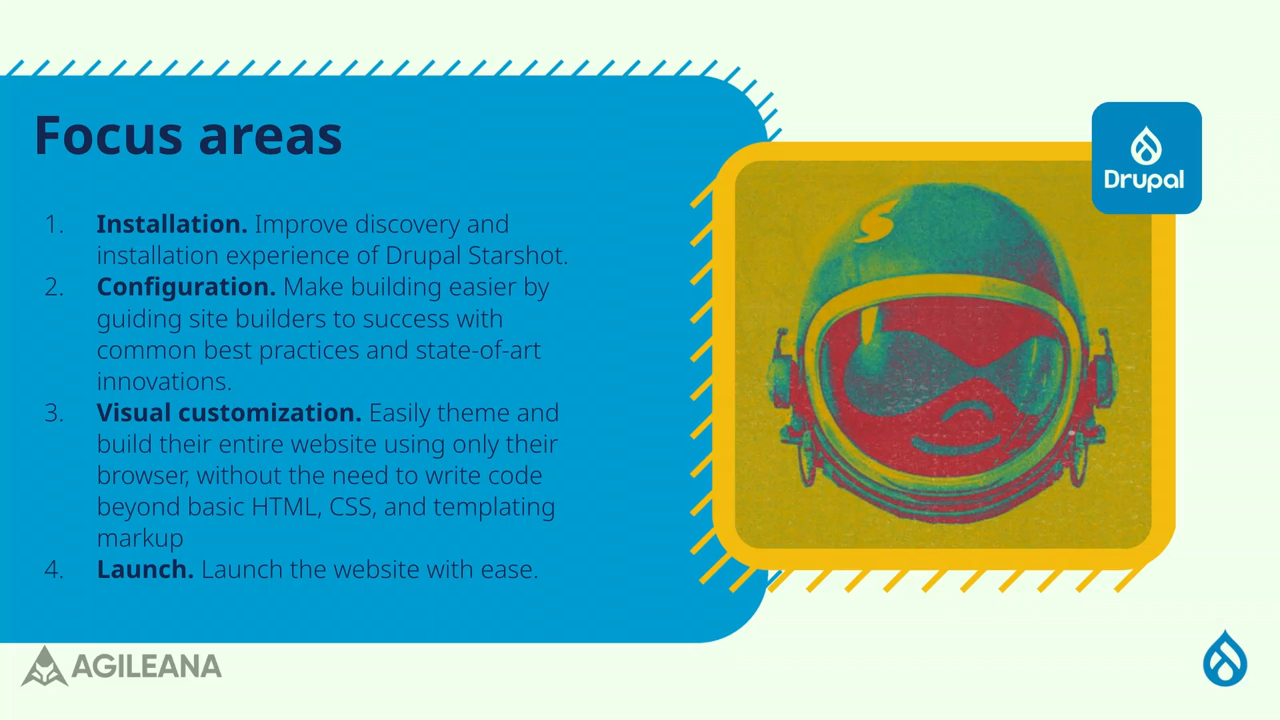 Focus areas
1. Installation. Improve discovery and
installation experience of Drupal Starshot.
2. Configuration. Make building easier by
guiding site builders to success with
common best practices and state-of-art
innovations.
3. Visual customization. Easily theme and
build their entire website using only their
browser, without the need to write code
beyond basic HTML, CSS, and templating
markup
4. Launch. Launch the website with ease.
Drupal
AGILEANA